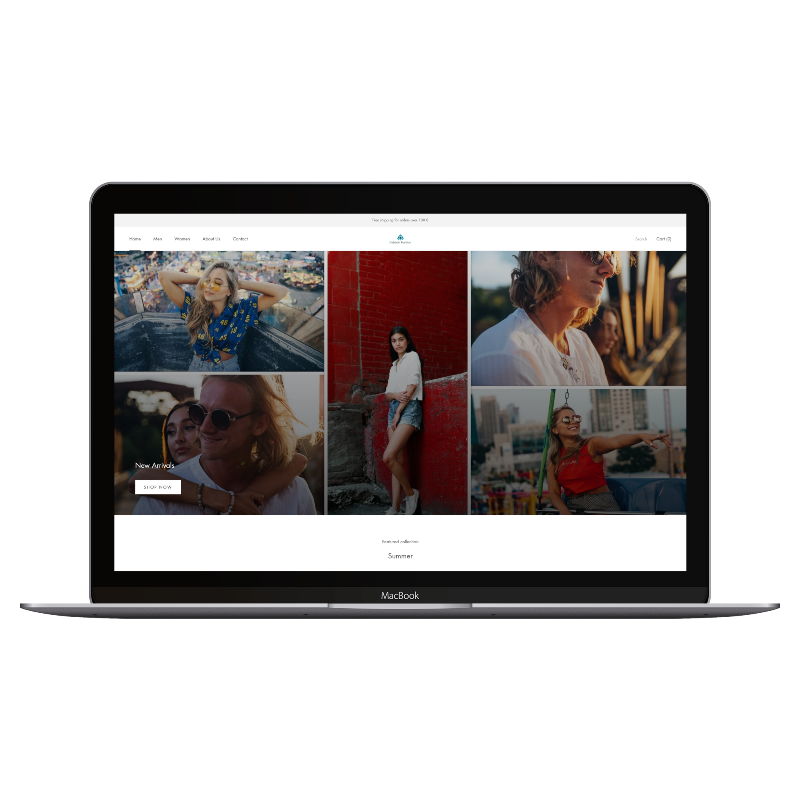 Free shipping for orders over 100 €
Home Men Women About Us Contact
Search Cart (0)
New Arrivals
SHOP NOW
Featured collection
Summer
MacBook